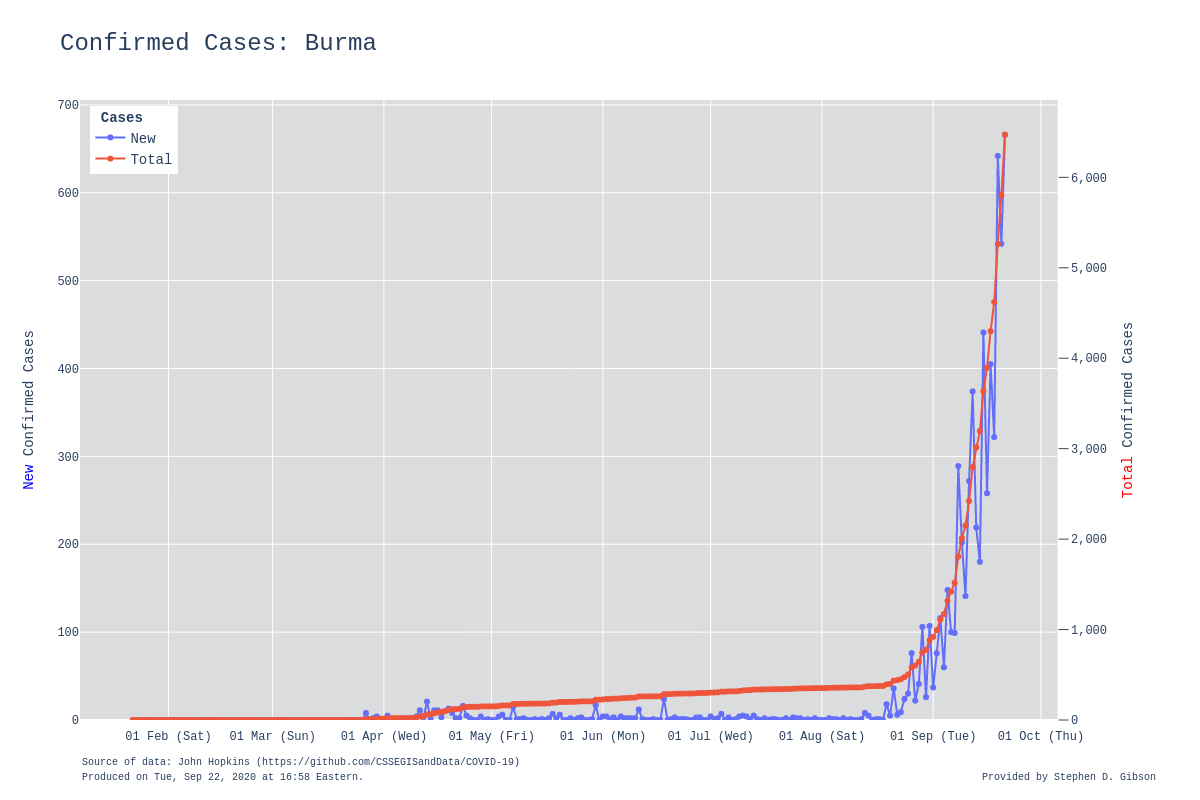 Confirmed Cases: Burma
Cases
New
Total
700
600
500
400
300
200
100
0
New Confirmed Cases
6,000
5,000
4,000
3,000
2,000
1,000
0
Total Confirmed Cases
01 Feb (Sat) 01 Mar (Sun) 01 Apr (Wed) 01 May (Fri) 01 Jun (Mon) 01 Jul (Wed) 01 Aug (Sat) 01 Sep (Tue) 01 Oct (Thu)
Source of data: John Hopkins (https://github.com/CSSEGISandData/COVID-19)
Produced on Tue, Sep 22, 2020 at 16:58 Eastern.
Provided by Stephen D. Gibson